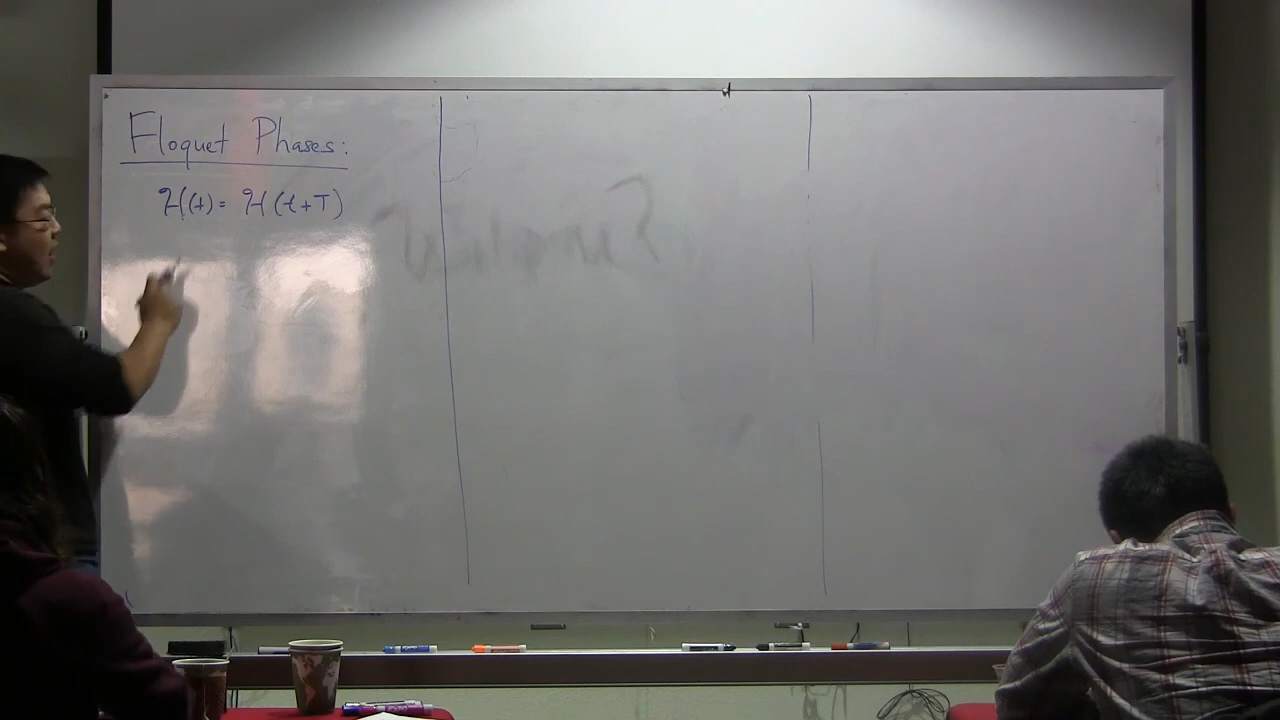 Floquet Phases:
H(t) = H(t+T)